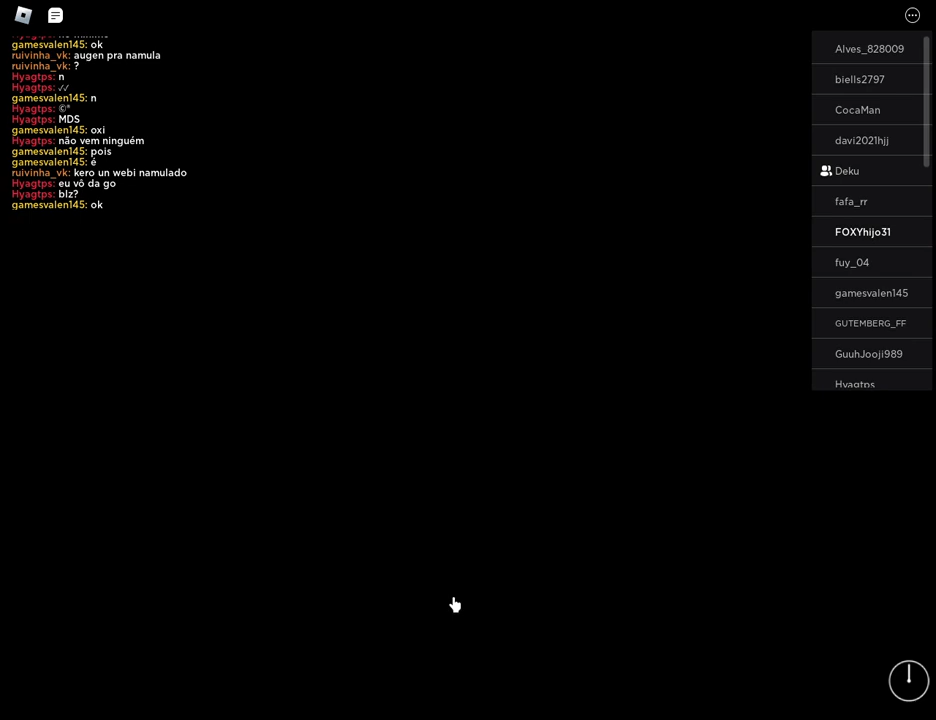 gamesvalen145: ok
ruivinha_vk: augen pra namula
ruivinha_vk: ?
Hyagtps: n
Hyagtps: ✓✓
gamesvalen145: n
Hyagtps: ©®
Hyagtps: MDS
gamesvalen145: oxi
Hyagtps: não vem ninguém
gamesvalen145: pois
gamesvalen145: é
ruivinha_vk: kero un webi namulado
Hyagtps: eu vô da go
Hyagtps: blz?
gamesvalen145: ok
Alves_828009
biells2797
CocaMan
davi2021hjj
Deku
fafa_rr
FOXYhijo31
fuy_04
gamesvalen145
GUTEMBERG_FF
GuuhJooji989
Hyagtps